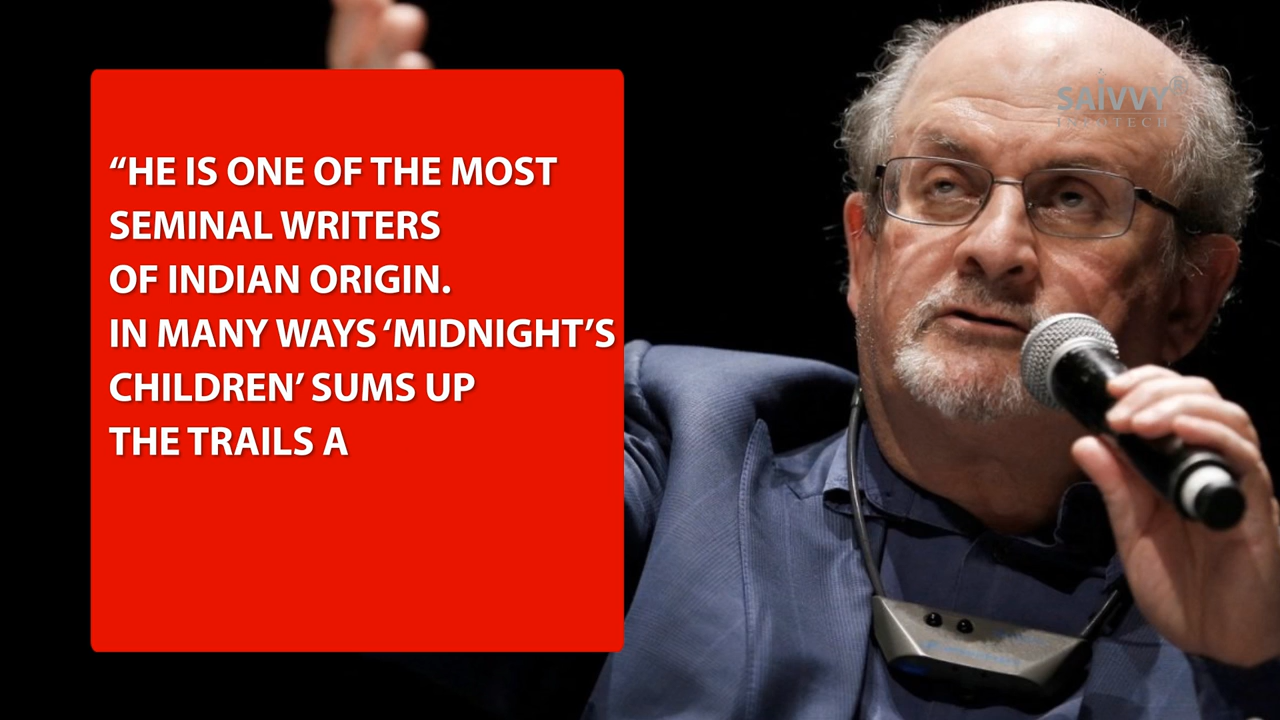 “HE IS ONE OF THE MOST
SEMINAL WRITERS
OF INDIAN ORIGIN.
IN MANY WAYS ‘MIDNIGHT’S
CHILDREN’ SUMS UP
THE TRAILS A
SAIVVY®
INFOTECH